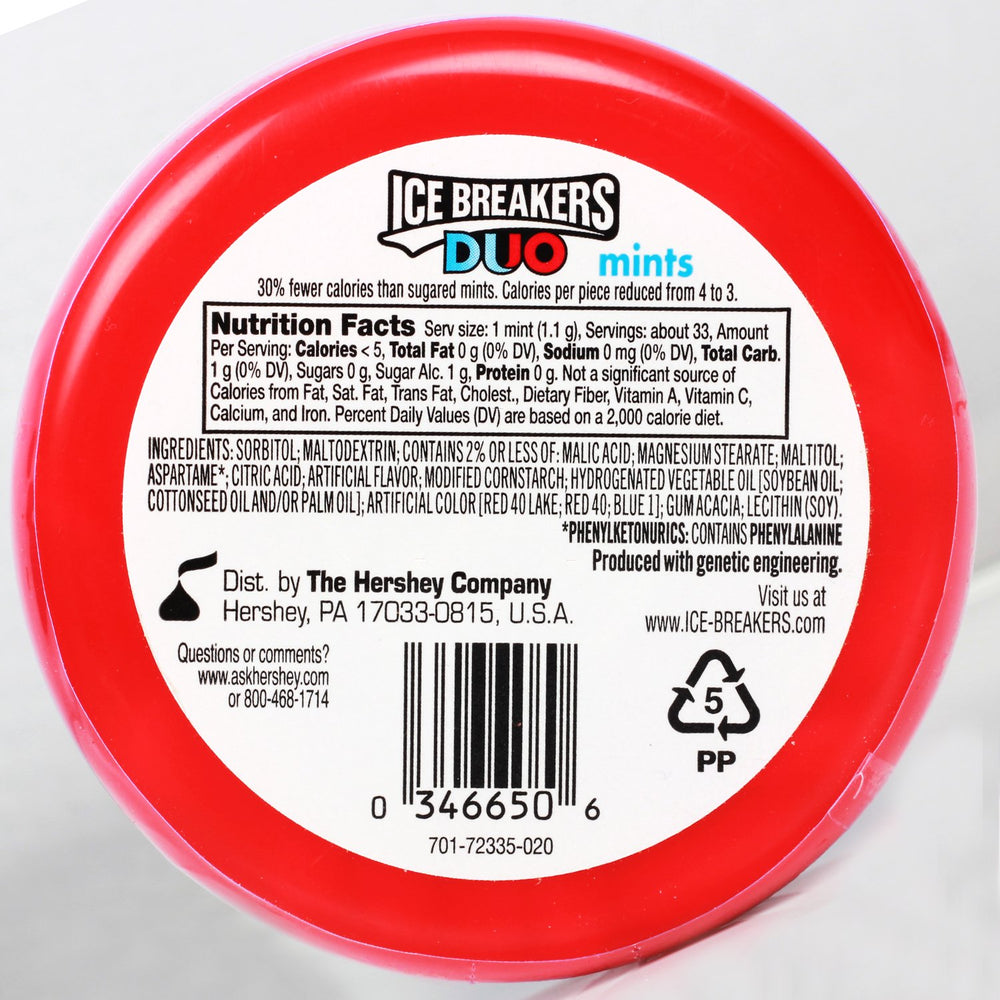 ICE BREAKERS
DUO mints
30% fewer calories than sugared mints. Calories per piece reduced from 4 to 3.
Nutrition Facts Serv size: 1 mint (1.1 g), Servings: about 33, Amount
Per Serving: Calories < 5, Total Fat 0 g (0% DV), Sodium 0 mg (0% DV), Total Carb.
1 g (0% DV), Sugars 0 g, Sugar Alc. 1 g, Protein 0 g. Not a significant source of
Calories from Fat, Sat. Fat, Trans Fat, Cholest., Dietary Fiber, Vitamin A, Vitamin C,
Calcium, and Iron. Percent Daily Values (DV) are based on a 2,000 calorie diet.
INGREDIENTS: SORBITOL; MALTODEXTRIN; CONTAINS 2% OR LESS OF: MALIC ACID; MAGNESIUM STEARATE; MALTITOL;
ASPARTAME*; CITRIC ACID; ARTIFICIAL FLAVOR; MODIFIED CORNSTARCH; HYDROGENATED VEGETABLE OIL [SOYBEAN OIL;
COTTONSEED OIL AND/OR PALM OIL]; ARTIFICIAL COLOR [RED 40 LAKE; RED 40; BLUE 1]; GUM ACACIA; LECITHIN (SOY).
*PHENYLKETONURICS: CONTAINS PHENYLALANINE
Produced with genetic engineering.
Dist. by The Hershey Company
Hershey, PA 17033-0815, U.S.A.
Visit us at
www.ICE-BREAKERS.com
Questions or comments?
www.askhershey.com
or 800-468-1714
5
PP
0 346650 6
701-72335-020